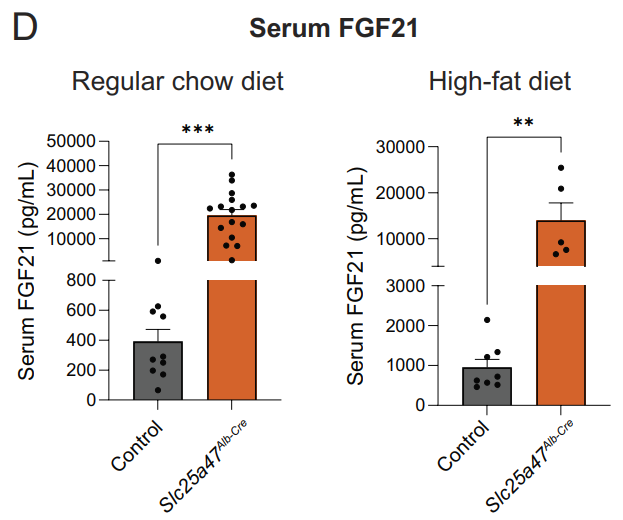 D
Serum FGF21
Regular chow diet
High-fat diet
Serum FGF21 (pg/mL)
50000
40000
30000
20000
10000
800
600
400
200
0
***
Control
Slc25a47Alb-Cre
Serum FGF21 (pg/mL)
30000
20000
10000
3000
2000
1000
0
**
Control
Slc25a47Alb-Cre